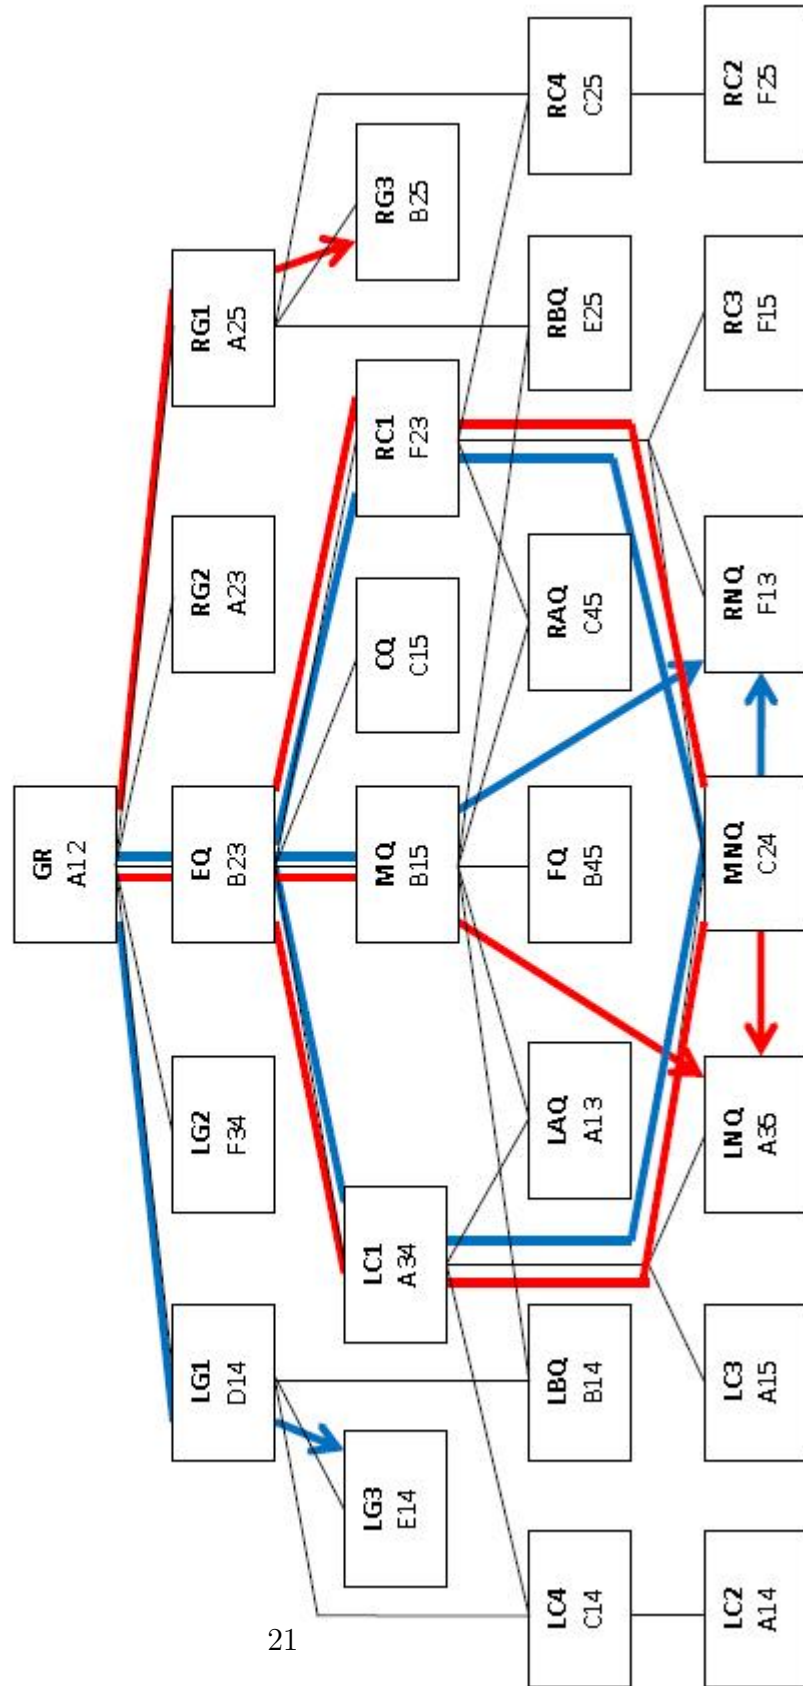 GR
A12
LG1
D14
LG2
F34
EQ
B23
RG2
A23
RG1
A25
LG3
E14
LC1
A34
MQ
B15
CQ
C15
RC1
F23
RG3
B25
LC4
C14
LBQ
B14
LAQ
A13
FQ
B45
RAQ
C45
RBQ
E25
RC4
C25
LC2
A14
LC3
A15
LNQ
A35
MNQ
C24
RNQ
F13
RC3
F15
RC2
F25
21